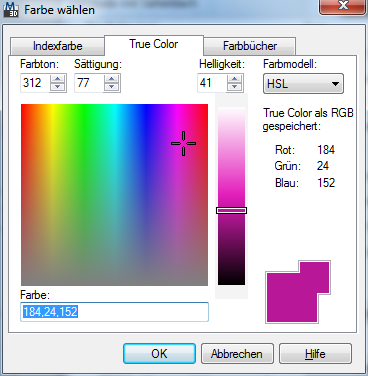 Farbe wählen
Indexfarbe True Color Farbbücher
Farbton: Sättigung: Helligkeit: Farbmodell:
312 77 41 HSL
True Color als RGB
gespeichert:
Rot: 184
Grün: 24
Blau: 152
Farbe:
184,24,152
OK Abbrechen Hilfe